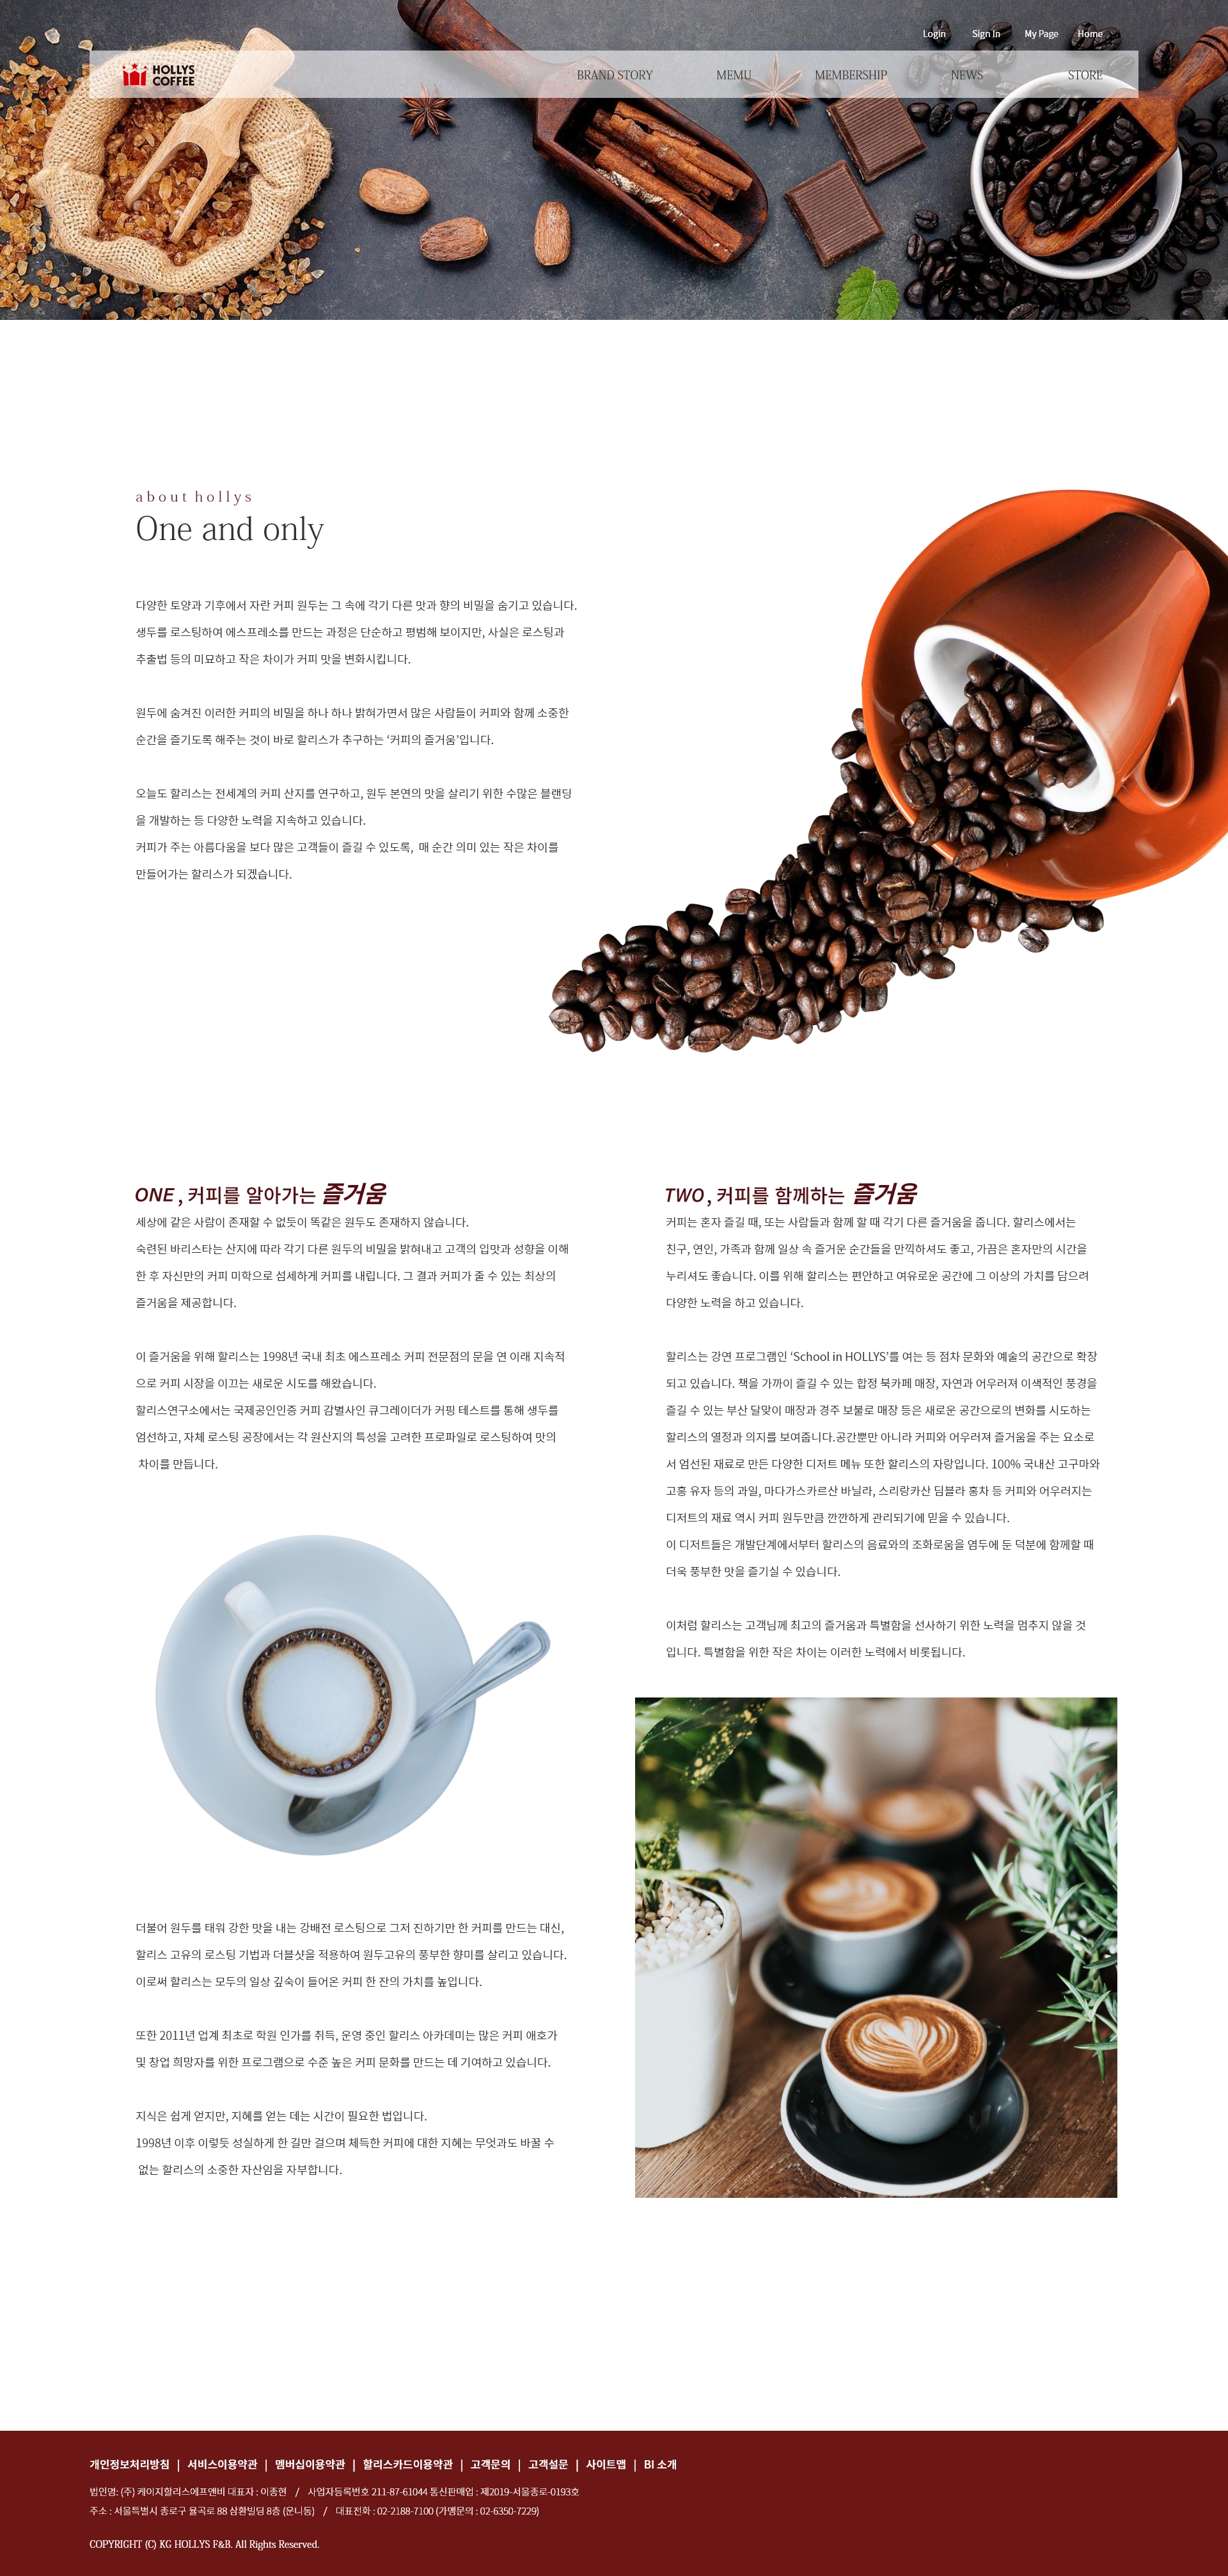 Login Sign In My Page Home
HOLLYS
COFFEE
BRAND STORY MEMU MEMBERSHIP NEWS STORE
about hollys
One and only
다양한 토양과 기후에서 자란 커피 원두는 그 속에 각기 다른 맛과 향의 비밀을 숨기고 있습니다.
생두를 로스팅하여 에스프레소를 만드는 과정은 단순하고 평범해 보이지만, 사실은 로스팅과
추출법 등의 미묘하고 작은 차이가 커피 맛을 변화시킵니다.
원두에 숨겨진 이러한 커피의 비밀을 하나 하나 밝혀가면서 많은 사람들이 커피와 함께 소중한
순간을 즐기도록 해주는 것이 바로 할리스가 추구하는 ‘커피의 즐거움’입니다.
오늘도 할리스는 전세계의 커피 산지를 연구하고, 원두 본연의 맛을 살리기 위한 수많은 블랜딩
을 개발하는 등 다양한 노력을 지속하고 있습니다.
커피가 주는 아름다움을 보다 많은 고객들이 즐길 수 있도록, 매 순간 의미 있는 작은 차이를
만들어가는 할리스가 되겠습니다.
ONE , 커피를 알아가는 즐거움
세상에 같은 사람이 존재할 수 없듯이 똑같은 원두도 존재하지 않습니다.
숙련된 바리스타는 산지에 따라 각기 다른 원두의 비밀을 밝혀내고 고객의 입맛과 성향을 이해
한 후 자신만의 커피 미학으로 섬세하게 커피를 내립니다. 그 결과 커피가 줄 수 있는 최상의
즐거움을 제공합니다.
이 즐거움을 위해 할리스는 1998년 국내 최초 에스프레소 커피 전문점의 문을 연 이래 지속적
으로 커피 시장을 이끄는 새로운 시도를 해왔습니다.
할리스연구소에서는 국제공인인증 커피 감별사인 큐그레이더가 커핑 테스트를 통해 생두를
엄선하고, 자체 로스팅 공장에서는 각 원산지의 특성을 고려한 프로파일로 로스팅하여 맛의
차이를 만듭니다.
더불어 원두를 태워 강한 맛을 내는 강배전 로스팅으로 그저 진하기만 한 커피를 만드는 대신,
할리스 고유의 로스팅 기법과 더블샷을 적용하여 원두고유의 풍부한 향미를 살리고 있습니다.
이로써 할리스는 모두의 일상 깊숙이 들어온 커피 한 잔의 가치를 높입니다.
또한 2011년 업계 최초로 학원 인가를 취득, 운영 중인 할리스 아카데미는 많은 커피 애호가
및 창업 희망자를 위한 프로그램으로 수준 높은 커피 문화를 만드는 데 기여하고 있습니다.
지식은 쉽게 얻지만, 지혜를 얻는 데는 시간이 필요한 법입니다.
1998년 이후 이렇듯 성실하게 한 길만 걸으며 체득한 커피에 대한 지혜는 무엇과도 바꿀 수
없는 할리스의 소중한 자산임을 자부합니다.
TWO , 커피를 함께하는 즐거움
커피는 혼자 즐길 때, 또는 사람들과 함께 할 때 각기 다른 즐거움을 줍니다. 할리스에서는
친구, 연인, 가족과 함께 일상 속 즐거운 순간들을 만끽하셔도 좋고, 가끔은 혼자만의 시간을
누리셔도 좋습니다. 이를 위해 할리스는 편안하고 여유로운 공간에 그 이상의 가치를 담으려
다양한 노력을 하고 있습니다.
할리스는 강연 프로그램인 ‘School in HOLLYS’를 여는 등 점차 문화와 예술의 공간으로 확장
되고 있습니다. 책을 가까이 즐길 수 있는 합정 북카페 매장, 자연과 어우러져 이색적인 풍경을
즐길 수 있는 부산 달맞이 매장과 경주 보불로 매장 등은 새로운 공간으로의 변화를 시도하는
할리스의 열정과 의지를 보여줍니다.공간뿐만 아니라 커피와 어우러져 즐거움을 주는 요소로
서 엄선된 재료로 만든 다양한 디저트 메뉴 또한 할리스의 자랑입니다. 100% 국내산 고구마와
고흥 유자 등의 과일, 마다가스카르산 바닐라, 스리랑카산 딤블라 홍차 등 커피와 어우러지는
디저트의 재료 역시 커피 원두만큼 깐깐하게 관리되기에 믿을 수 있습니다.
이 디저트들은 개발단계에서부터 할리스의 음료와의 조화로움을 염두에 둔 덕분에 함께할 때
더욱 풍부한 맛을 즐기실 수 있습니다.
이처럼 할리스는 고객님께 최고의 즐거움과 특별함을 선사하기 위한 노력을 멈추지 않을 것
입니다. 특별함을 위한 작은 차이는 이러한 노력에서 비롯됩니다.
개인정보처리방침 | 서비스이용약관 | 멤버십이용약관 | 할리스카드이용약관 | 고객문의 | 고객설문 | 사이트맵 | BI 소개
법인명: (주) 케이지할리스에프앤비 대표자 : 이종현 / 사업자등록번호 211-87-61044 통신판매업 : 제2019-서울종로-0193호
주소 : 서울특별시 종로구 율곡로 88 삼환빌딩 8층 (운니동) / 대표전화 : 02-2188-7100 (가맹문의 : 02-6350-7229)
COPYRIGHT (C) KG HOLLYS F&B. All Rights Reserved.